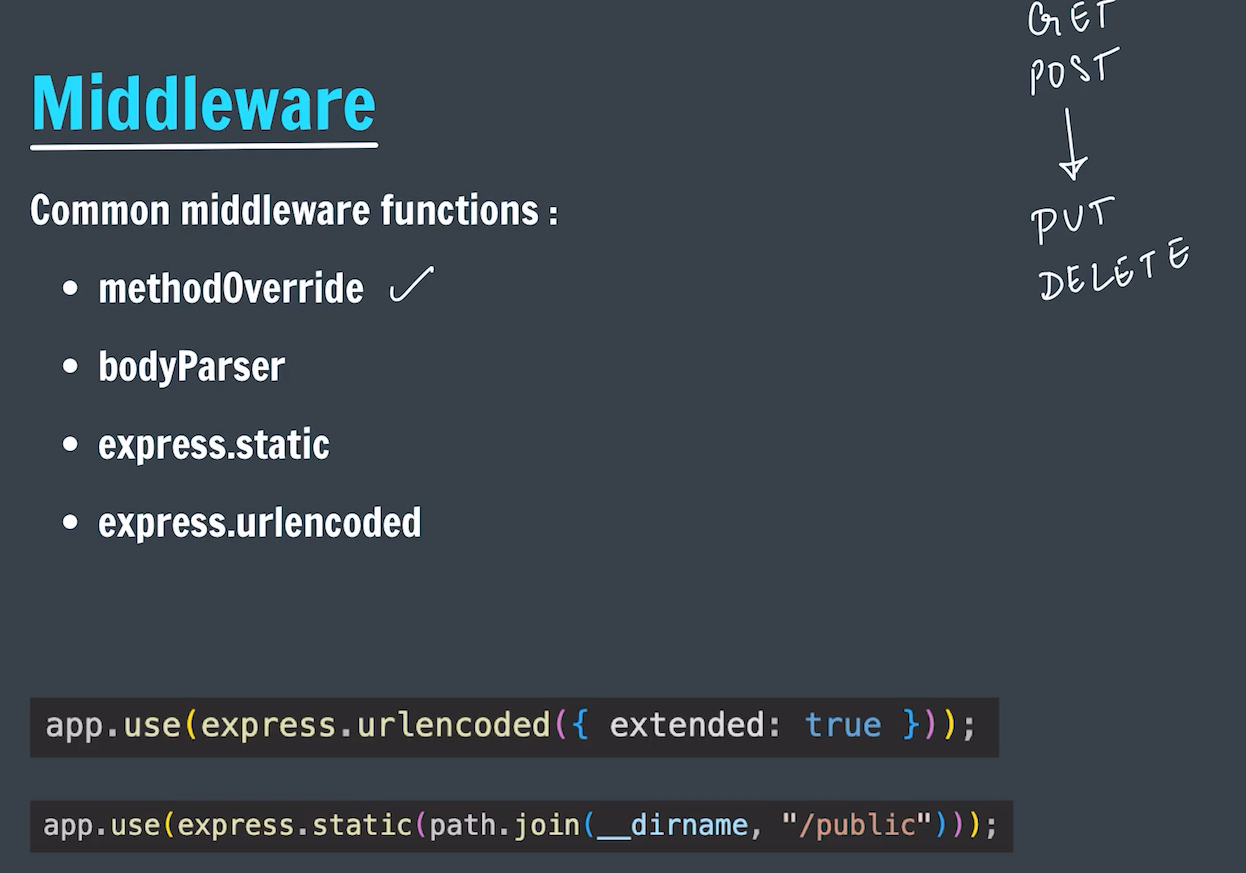 GET
POST
Middleware
Common middleware functions :
• methodOverride ✓
PUT
DELETE
• bodyParser
• express.static
• express.urlencoded
app.use(express.urlencoded({ extended: true }));
app.use(express.static(path.join(__dirname, "/public")));